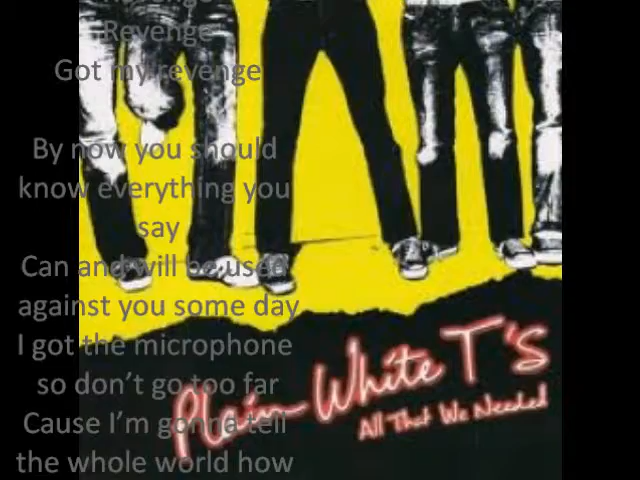 Revenge
Got my revenge
By now you should
know everything you
say
Can and will be used
against you some day
I got the microphone
so don't go too far
Cause I'm gonna tell
the whole world how
Plain White T's
All That We Needed